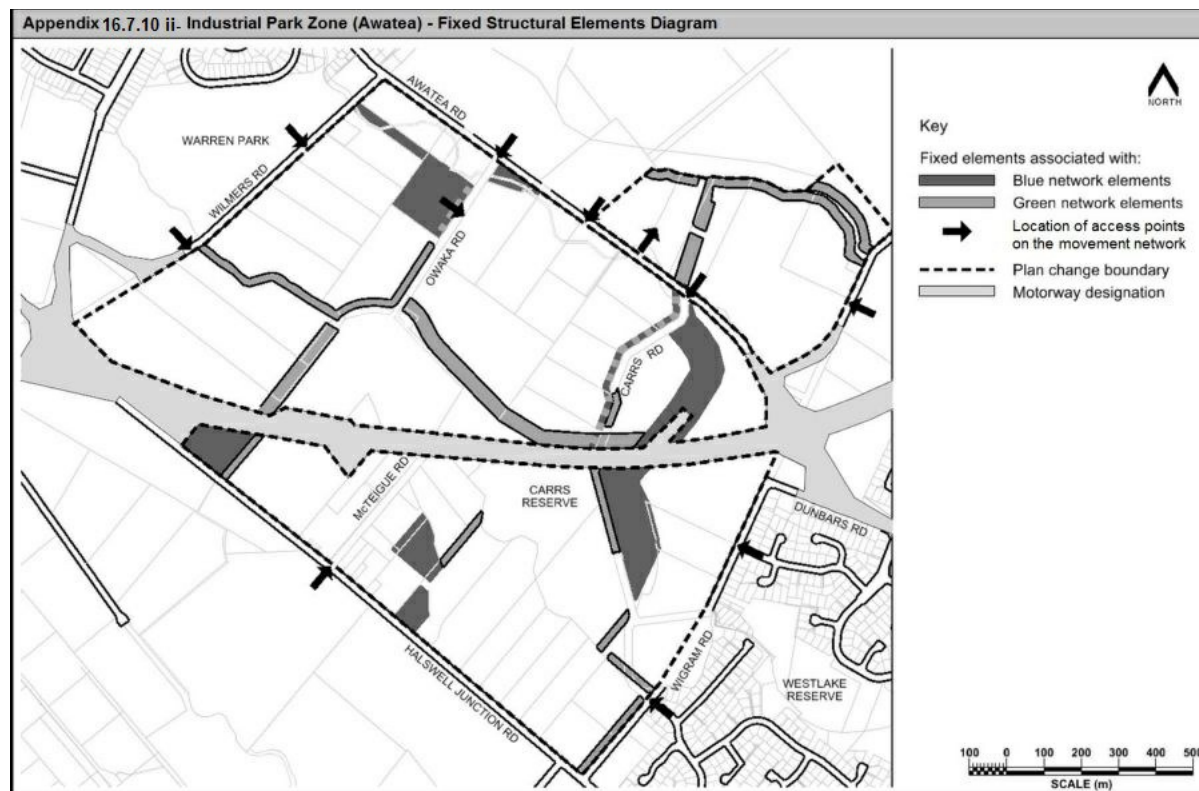 Appendix 16.7.10 ii- Industrial Park Zone (Awatea) - Fixed Structural Elements Diagram
AWATEA RD
WARREN PARK
WILMERS RD
OWAKA RD
CARRS RD
McTEIGUE RD
CARRS
RESERVE
DUNBARS RD
WIGRAM RD
HALSWELL JUNCTION RD
WESTLAKE
RESERVE
NORTH
Key
Fixed elements associated with:
Blue network elements
Green network elements
Location of access points
on the movement network
Plan change boundary
Motorway designation
100 0 100 200 300 400 500
SCALE (m)